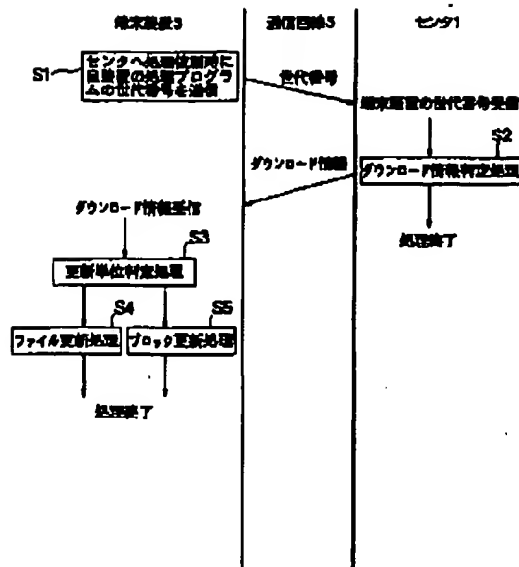 端末装置3
通信回線5
センタ1
S1
センタへ処理依頼時に
自装置の処理プログラ
ムの世代番号を送信
世代番号
端末装置の世代番号受信
S2
ダウンロード情報
ダウンロード情報判定処理
ダウンロード情報受信
処理終了
S3
更新単位判定処理
S4
S5
ファイル更新処理
ブロック更新処理
処理終了